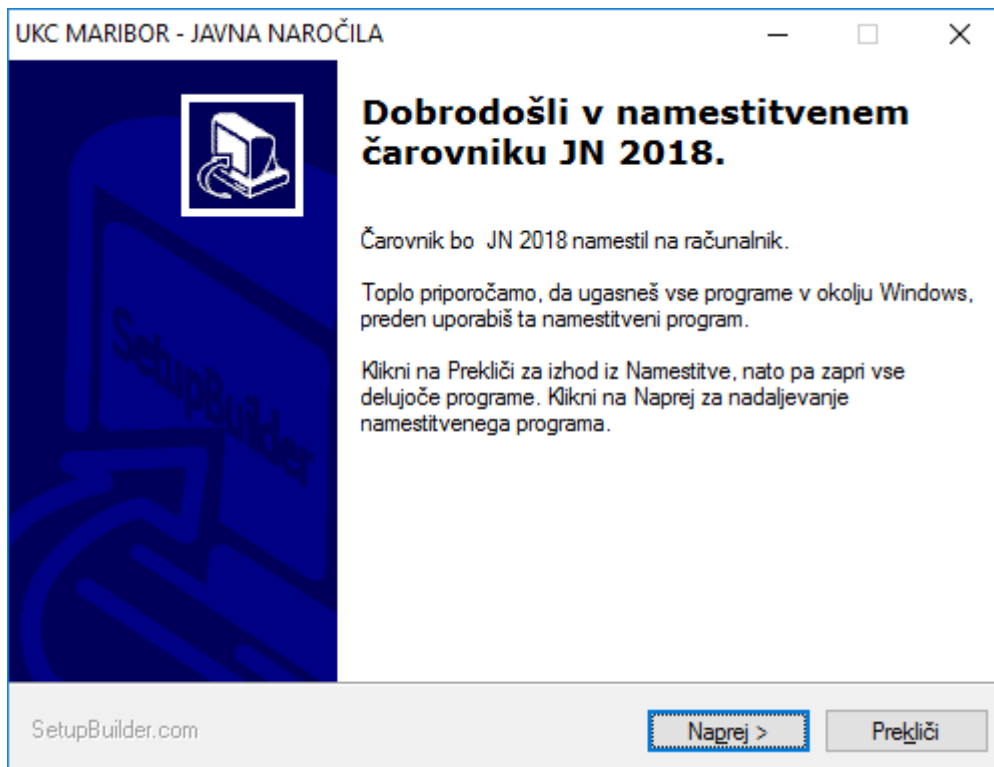 UKC MARIBOR - JAVNA NAROČILA
Dobrodošli v namestitvenem
čarovniku JN 2018.
Čarovnik bo  JN 2018 namestil na računalnik.
Toplo priporočamo, da ugasneš vse programe v okolju Windows,
preden uporabiš ta namestitveni program.
Klikni na Prekliči za izhod iz Namestitve, nato pa zapri vse
delujoče programe. Klikni na Naprej za nadaljevanje
namestitvenega programa.
SetupBuilder
SetupBuilder.com
Naprej >
Prekliči